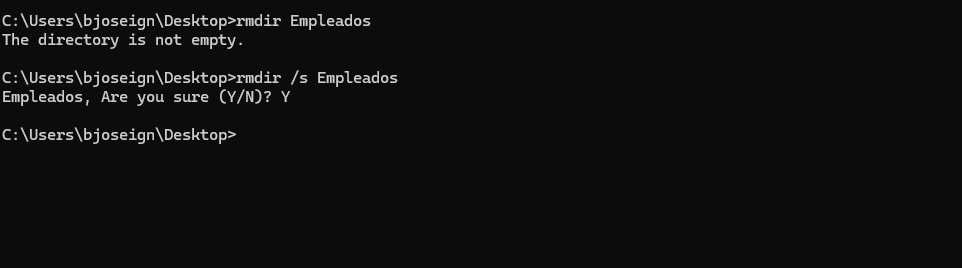 C:\Users\bjoseign\Desktop>rmdir Empleados
The directory is not empty.
C:\Users\bjoseign\Desktop>rmdir /s Empleados
Empleados, Are you sure (Y/N)? Y
C:\Users\bjoseign\Desktop>